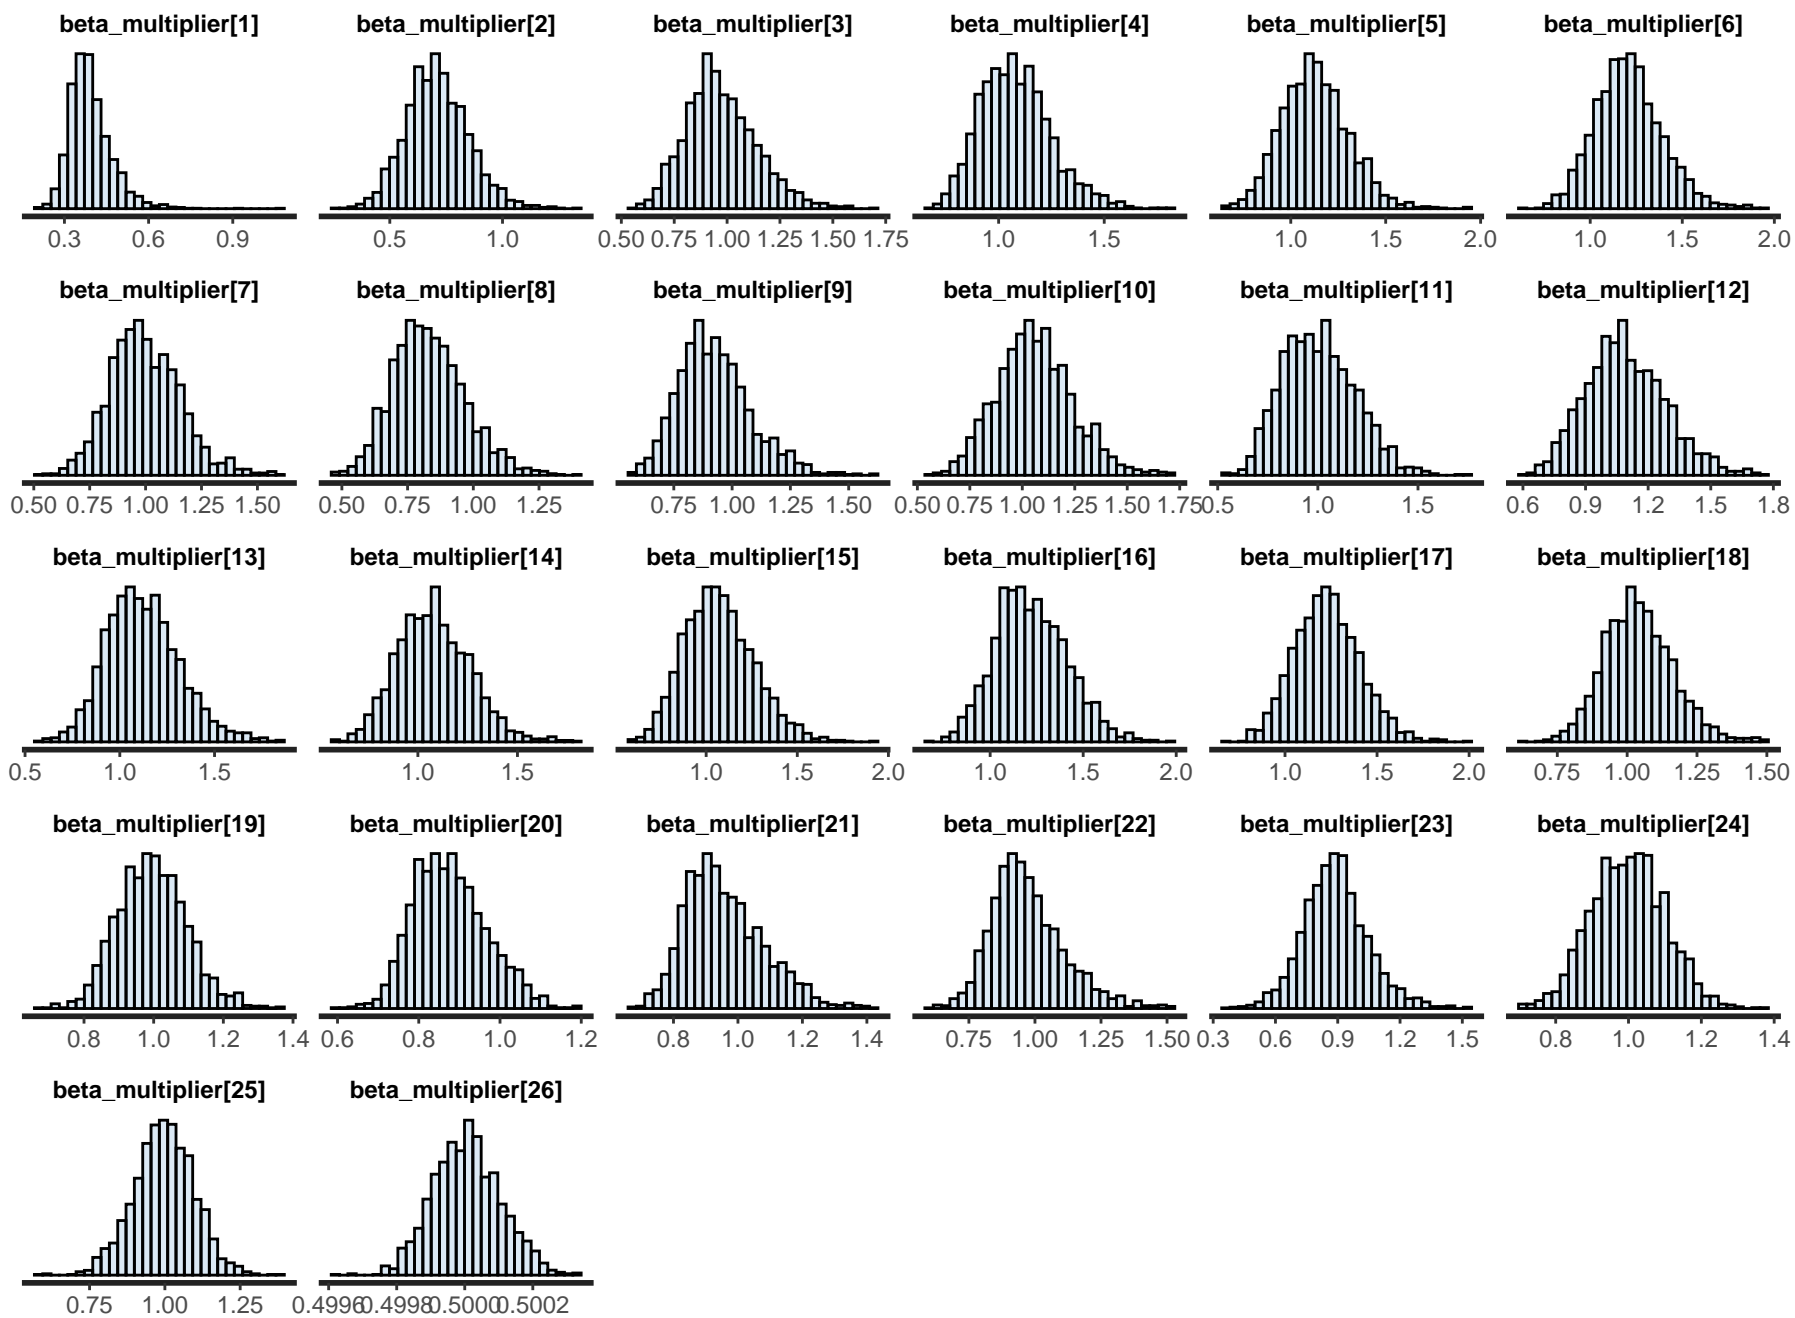 beta_multiplier[1] beta_multiplier[2] beta_multiplier[3] beta_multiplier[4] beta_multiplier[5] beta_multiplier[6]
0.3 0.6 0.9 0.5 1.0 0.50 0.75 1.00 1.25 1.50 1.75 1.0 1.5 1.0 1.5 2.0 1.0 1.5 2.0
beta_multiplier[7] beta_multiplier[8] beta_multiplier[9] beta_multiplier[10] beta_multiplier[11] beta_multiplier[12]
0.50 0.75 1.00 1.25 1.50 0.50 0.75 1.00 1.25 0.75 1.00 1.25 1.50 0.50 0.75 1.00 1.25 1.50 1.75 0.5 1.0 1.5 0.6 0.9 1.2 1.5 1.8
beta_multiplier[13] beta_multiplier[14] beta_multiplier[15] beta_multiplier[16] beta_multiplier[17] beta_multiplier[18]
0.5 1.0 1.5 1.0 1.5 1.0 1.5 2.0 1.0 1.5 2.0 1.0 1.5 2.0 0.75 1.00 1.25 1.50
beta_multiplier[19] beta_multiplier[20] beta_multiplier[21] beta_multiplier[22] beta_multiplier[23] beta_multiplier[24]
0.8 1.0 1.2 1.4 0.6 0.8 1.0 1.2 0.8 1.0 1.2 1.4 0.75 1.00 1.25 1.50 0.3 0.6 0.9 1.2 1.5 0.8 1.0 1.2 1.4
beta_multiplier[25] beta_multiplier[26]
0.75 1.00 1.25 0.4996 0.4998 0.5000 0.5002